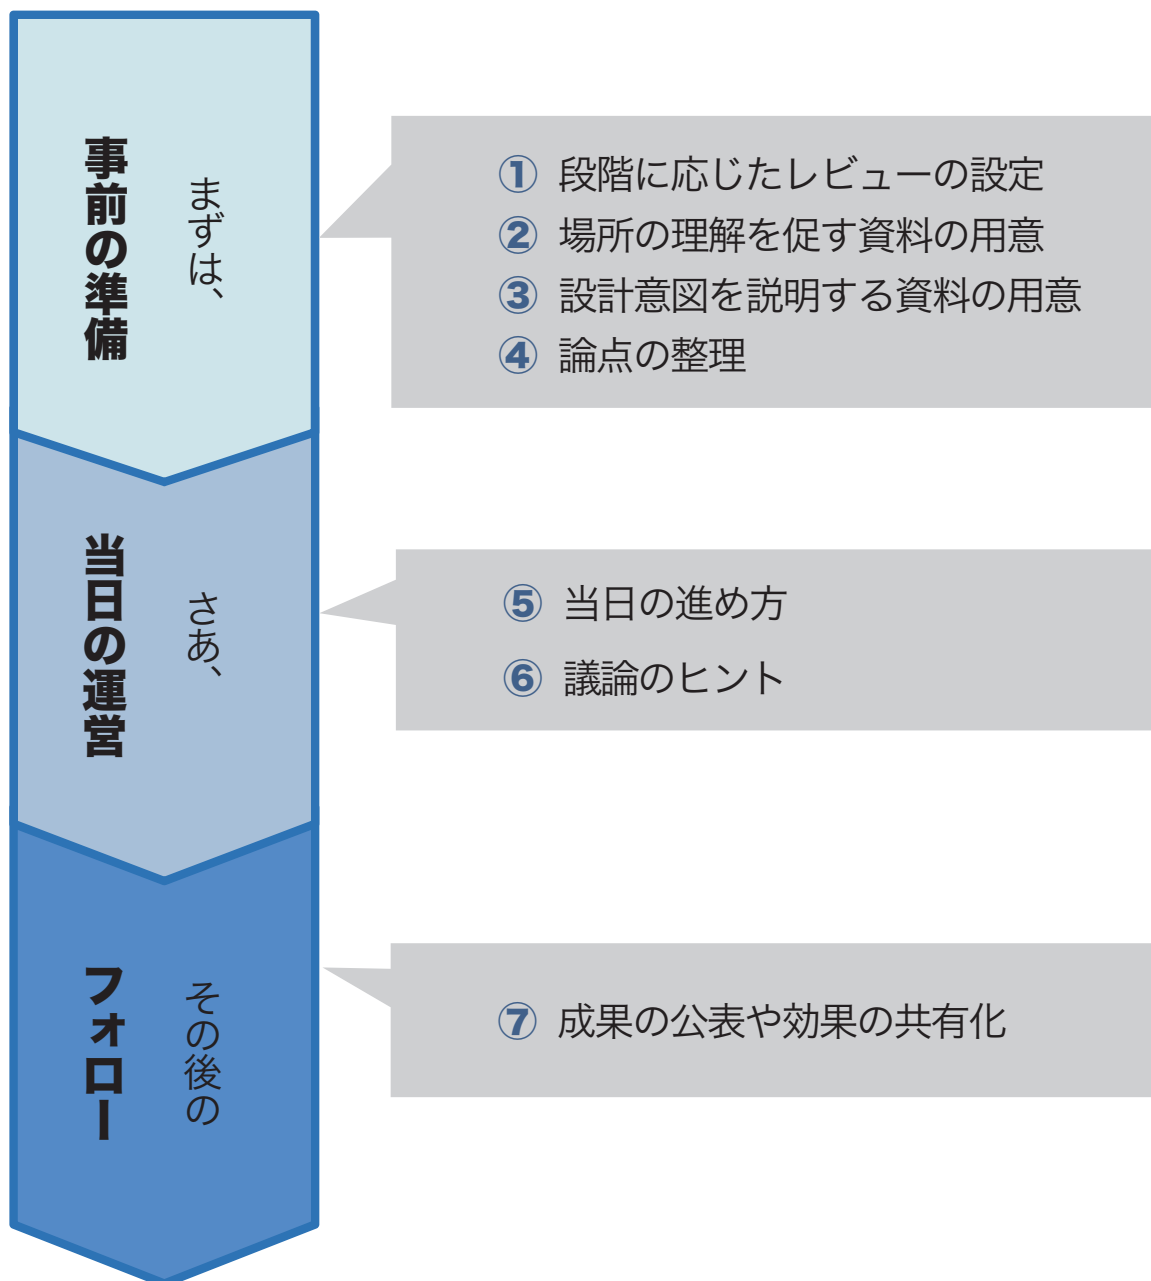 まずは、
事前の準備
① 段階に応じたレビューの設定
② 場所の理解を促す資料の用意
③ 設計意図を説明する資料の用意
④ 論点の整理
さあ、
当日の運営
⑤ 当日の進め方
⑥ 議論のヒント
その後の
フォロー
⑦ 成果の公表や効果の共有化